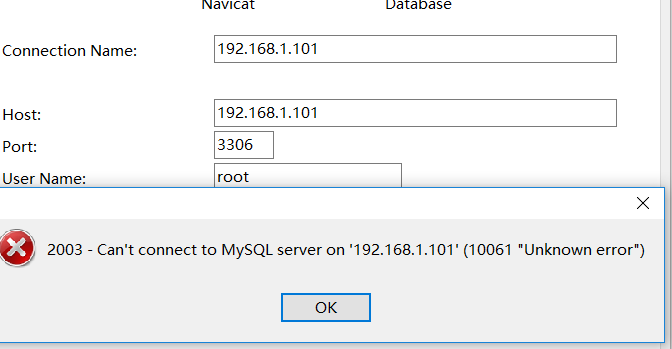 Navicat Database
Connection Name: 192.168.1.101
Host: 192.168.1.101
Port: 3306
User Name: root
2003 - Can't connect to MySQL server on '192.168.1.101' (10061 "Unknown error")
OK